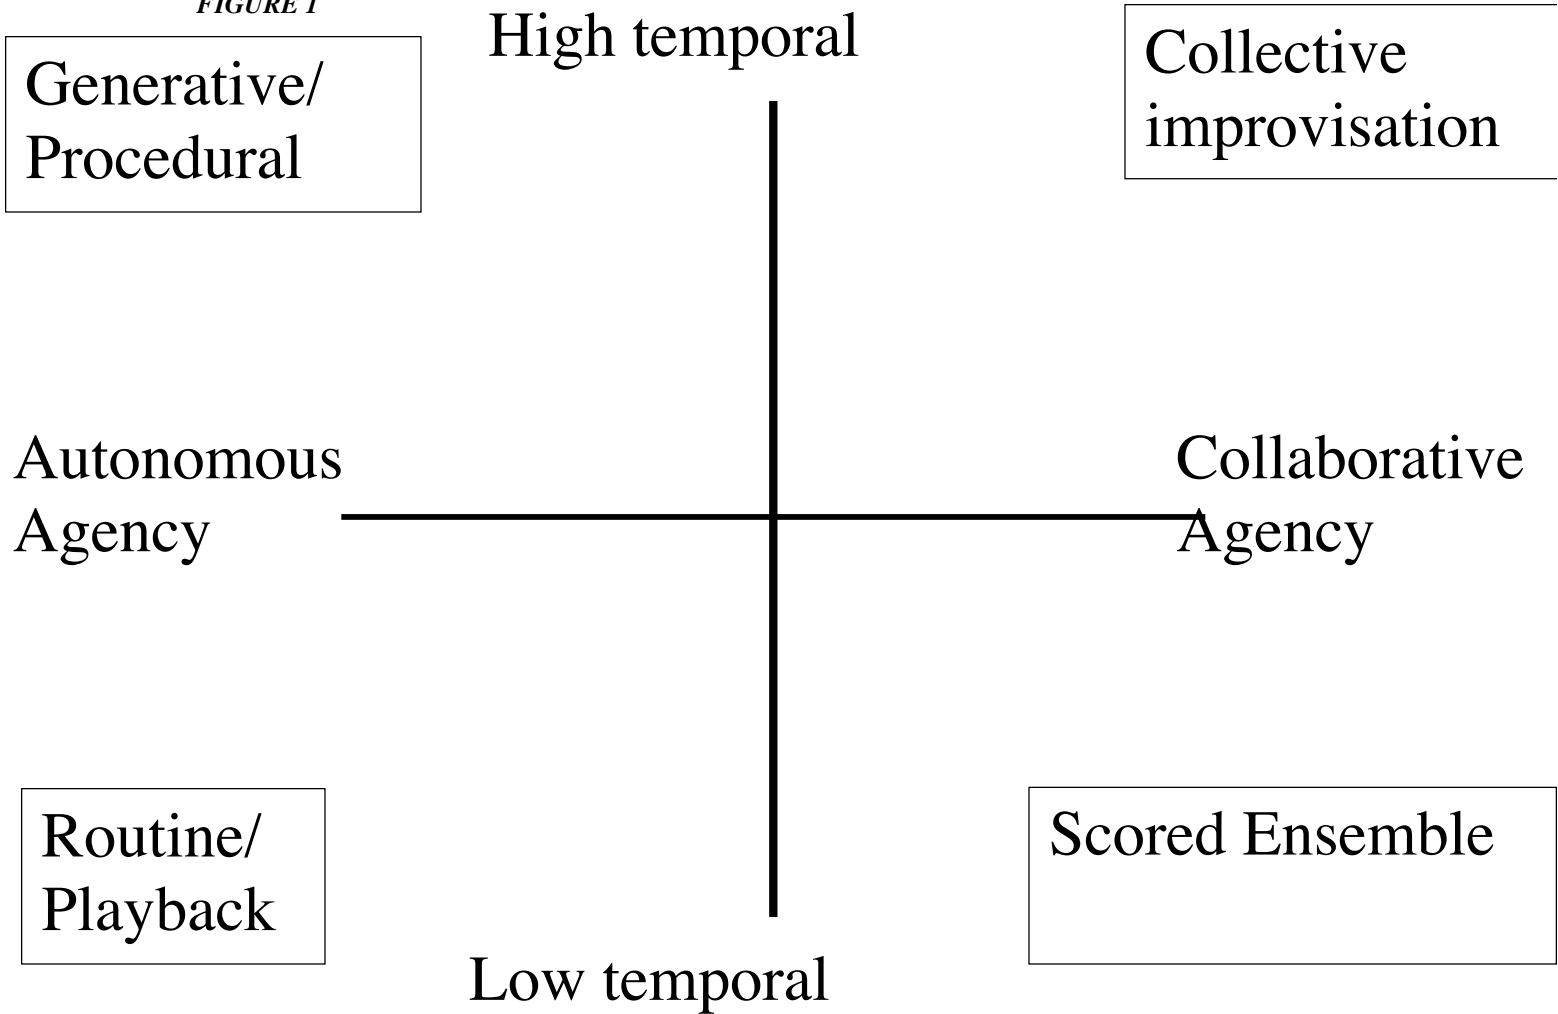 FIGURE 1
High temporal
Generative/
Procedural
Collective
improvisation
Autonomous
Agency
Collaborative
Agency
Routine/
Playback
Scored Ensemble
Low temporal